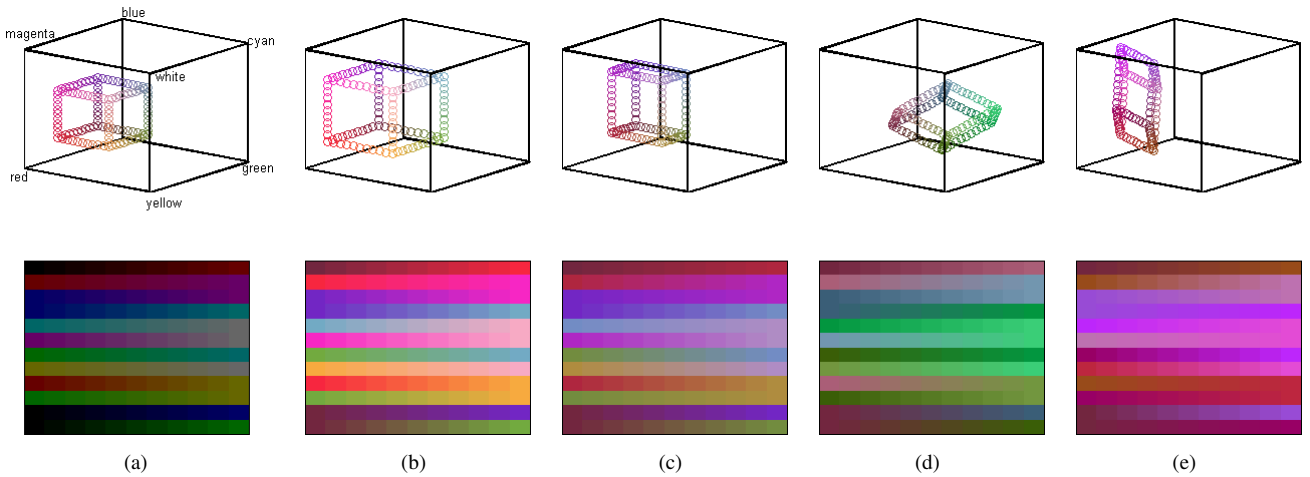 blue
magenta
cyan
white
red
green
yellow
(a)
(b)
(c)
(d)
(e)